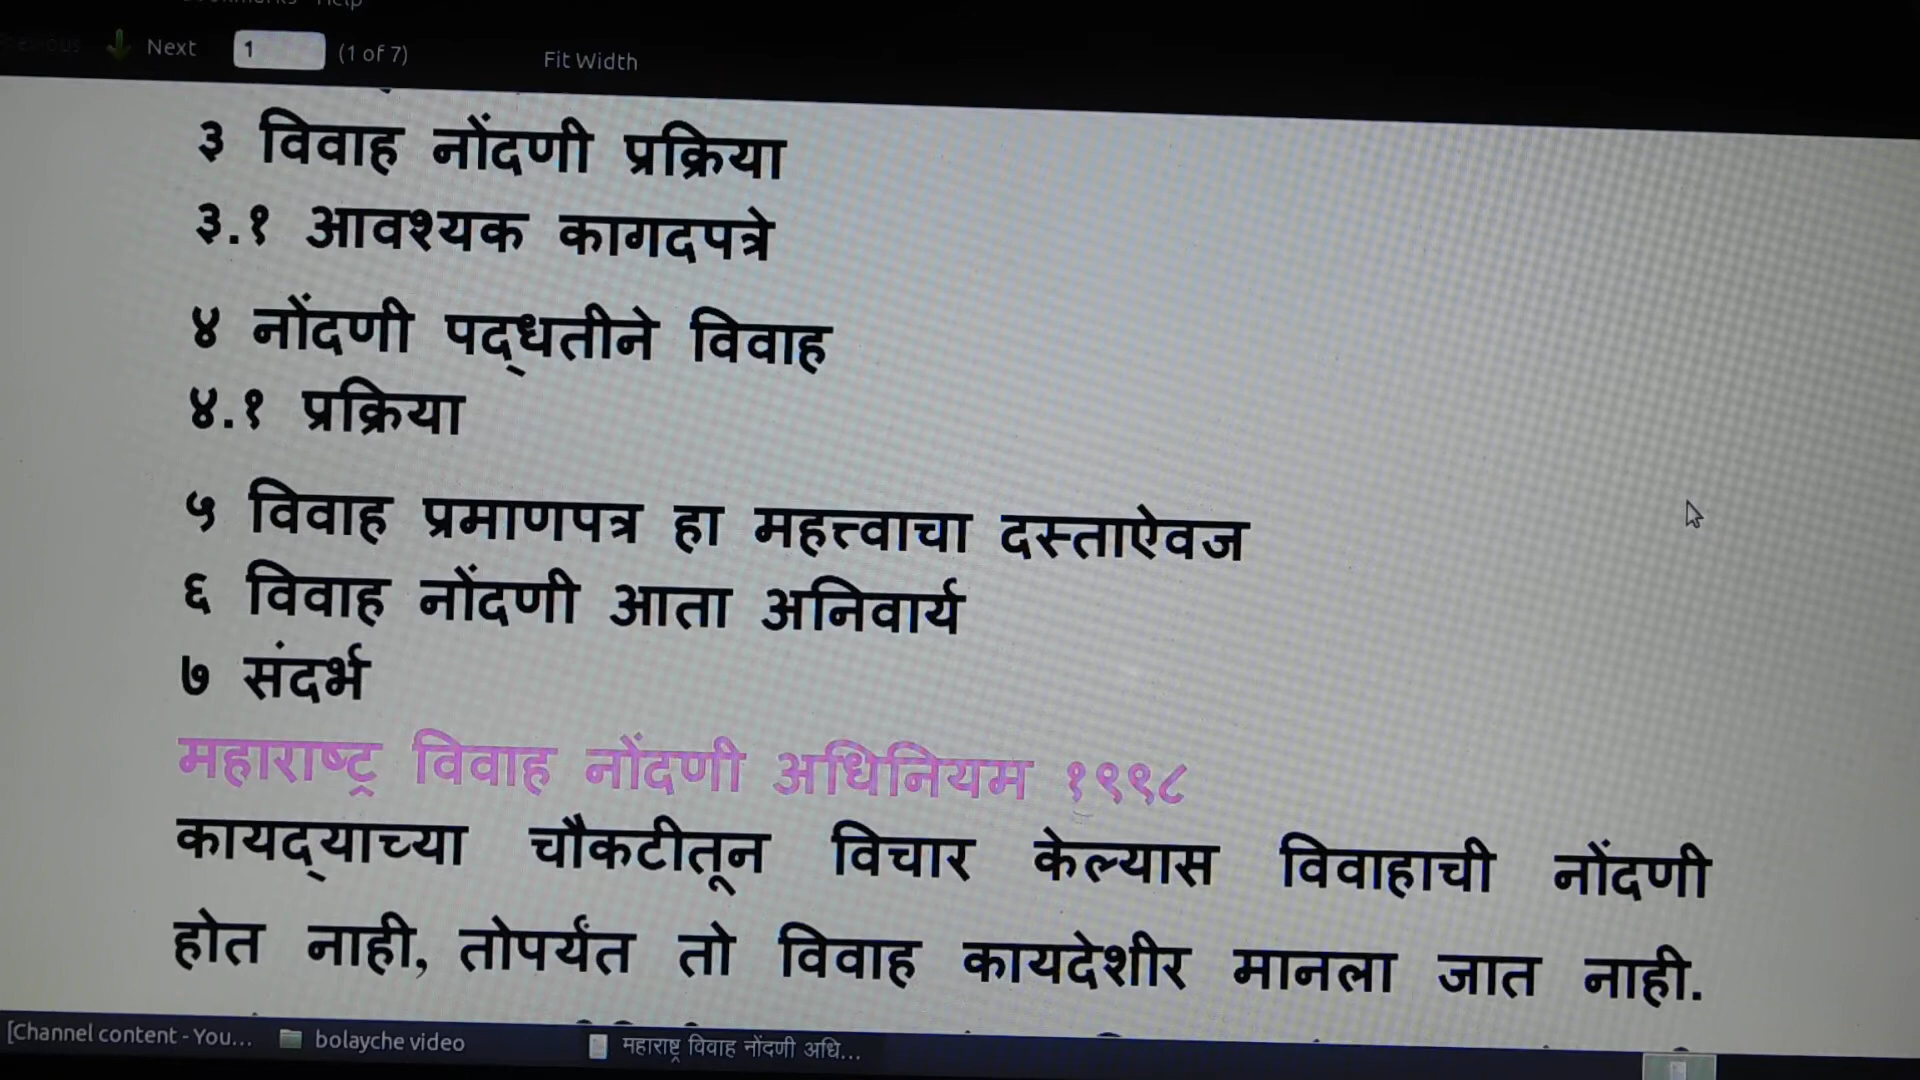 Help
Previous Next 1 (1 of 7) Fit Width
३ विवाह नोंदणी प्रक्रिया
३.१ आवश्यक कागदपत्रे
४ नोंदणी पद्‌धतीने विवाह
४.१ प्रक्रिया
५ विवाह प्रमाणपत्र हा महत्त्वाचा दस्ताऐवज
६ विवाह नोंदणी आता अनिवार्य
७ संदर्भ
महाराष्ट्र विवाह नोंदणी अधिनियम १९९८
कायद्‌याच्या चौकटीतून विचार केल्यास विवाहाची नोंदणी
होत नाही, तोपर्यंत तो विवाह कायदेशीर मानला जात नाही.
[Channel content - You... bolayche video महाराष्ट्र विवाह नोंदणी अधि...